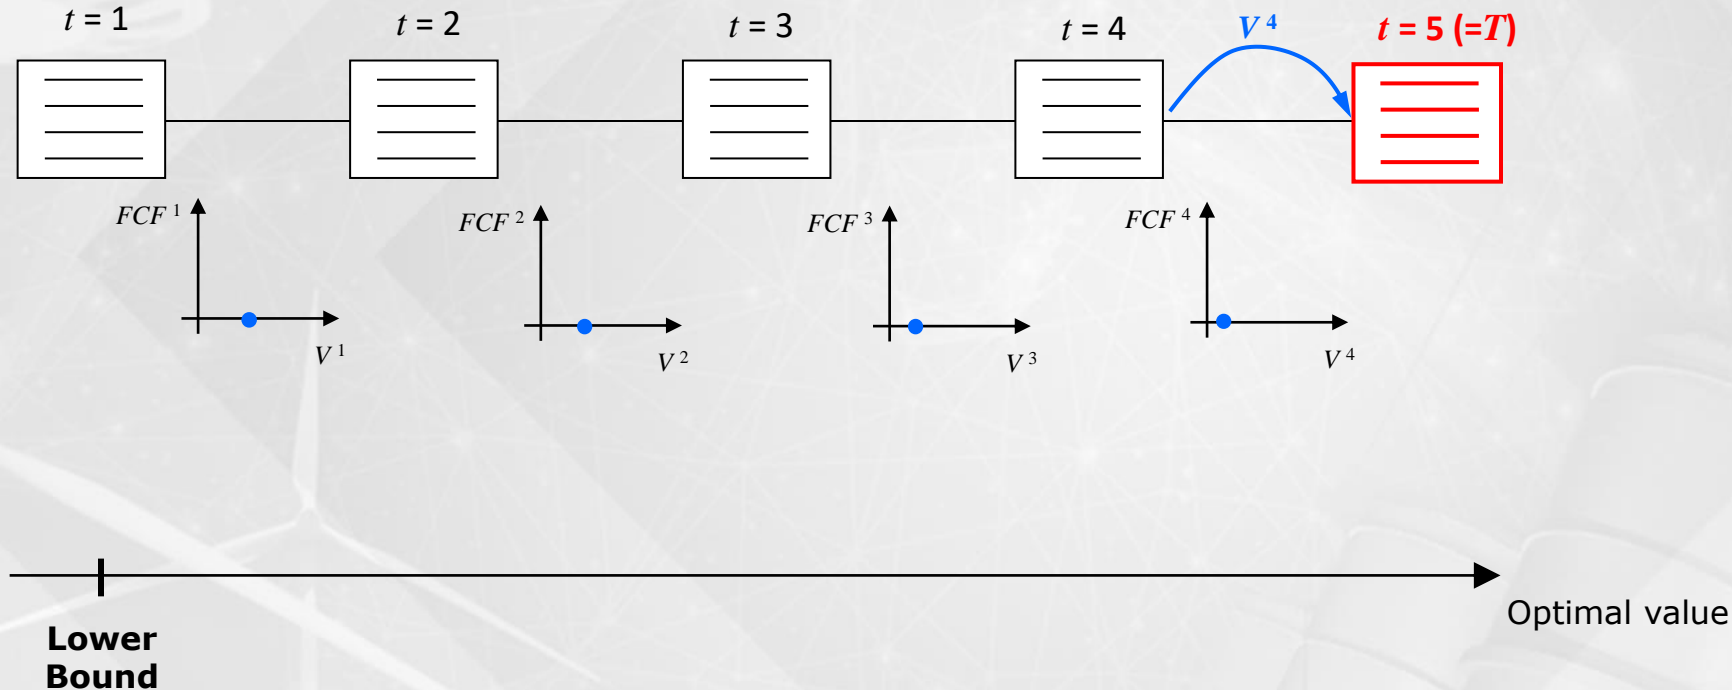 t = 1
t = 2
t = 3
t = 4
V 4
t = 5 (=T)
FCF 1
FCF 2
FCF 3
FCF 4
V 1
V 2
V 3
V 4
Optimal value
Lower
Bound